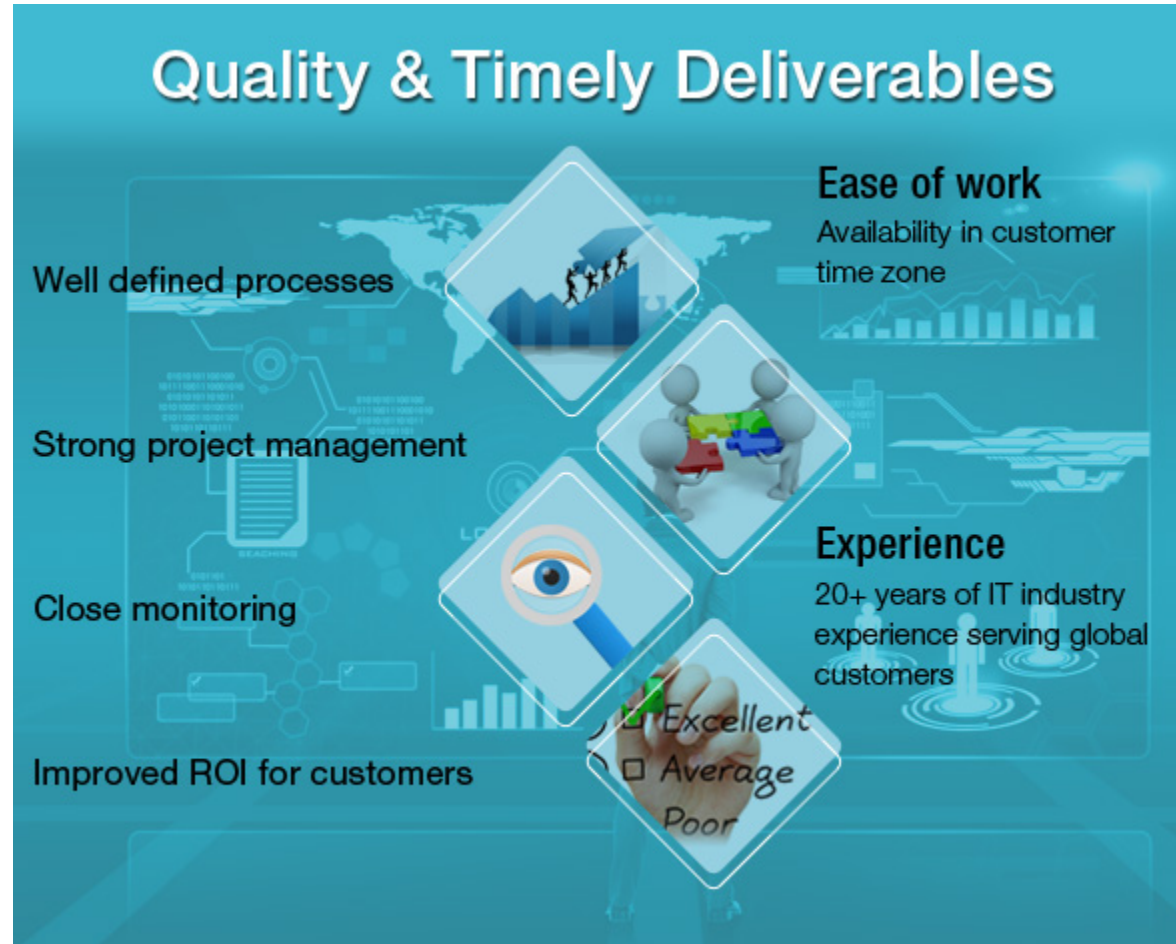 Quality & Timely Deliverables
Ease of work
Availability in customer
time zone
Well defined processes
Strong project management
Experience
20+ years of IT industry
experience serving global
customers
Close monitoring
Improved ROI for customers
Excellent
Average
Poor
SEACHING